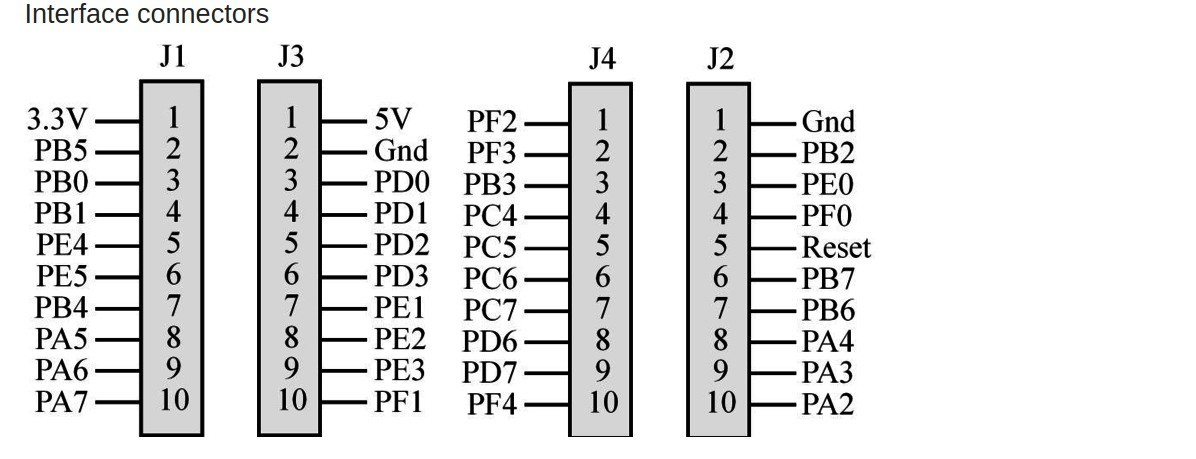 Interface connectors
J1 J3 J4 J2
3.3V 1 1 5V PF2 1 1 Gnd
PB5 2 2 Gnd PF3 2 2 PB2
PB0 3 3 PD0 PB3 3 3 PE0
PB1 4 4 PD1 PC4 4 4 PF0
PE4 5 5 PD2 PC5 5 5 Reset
PE5 6 6 PD3 PC6 6 6 PB7
PB4 7 7 PE1 PC7 7 7 PB6
PA5 8 8 PE2 PD6 8 8 PA4
PA6 9 9 PE3 PD7 9 9 PA3
PA7 10 10 PF1 PF4 10 10 PA2